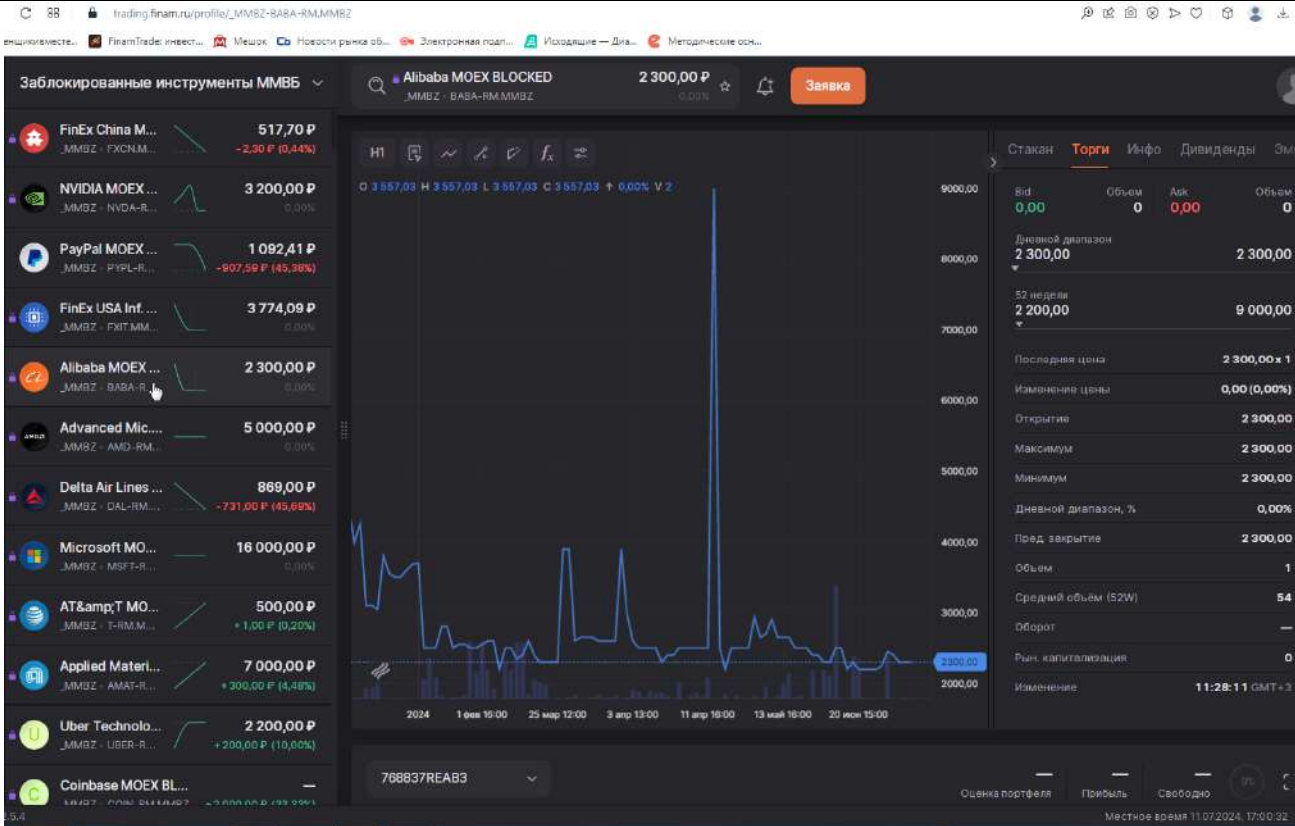 trading.finam.ru/profile/_MMBZ-BABA-RM.MMBZ
FinamTrade: инвест...
Мешок
Новости рынка об...
Электронная подп...
Исходящие — Диа...
Методические осн...
Заблокированные инструменты ММВБ
Alibaba MOEX BLOCKED
_MMBZ · BABA-RM.MMBZ
2 300,00 ₽
0,00%
Заявка
FinEx China M...
517,70 ₽
_MMBZ · FXCN.M...
−2,30 ₽ (0,44%)
NVIDIA MOEX ...
3 200,00 ₽
_MMBZ · NVDA-R...
0,00%
PayPal MOEX ...
1 092,41 ₽
_MMBZ · PYPL-R...
−907,59 ₽ (45,38%)
FinEx USA Inf. ...
3 774,09 ₽
_MMBZ · FXIT.MM...
0,00%
Alibaba MOEX ...
2 300,00 ₽
_MMBZ · BABA-R...
0,00%
Advanced Mic....
5 000,00 ₽
_MMBZ · AMD-RM...
0,00%
Delta Air Lines ...
869,00 ₽
_MMBZ · DAL-RM....
−731,00 ₽ (45,69%)
Microsoft MO...
16 000,00 ₽
_MMBZ · MSFT-R...
0,00%
AT&amp;T MO...
500,00 ₽
_MMBZ · T-RM.M...
+1,00 ₽ (0,20%)
Applied Materi...
7 000,00 ₽
_MMBZ · AMAT-R...
+300,00 ₽ (4,48%)
Uber Technolo...
2 200,00 ₽
_MMBZ · UBER-R...
+200,00 ₽ (10,00%)
Coinbase MOEX BL...
—
H1
O 3 557,03 H 3 557,03 L 3 557,03 C 3 557,03 ↑ 0,00% V 2
9000,00
8000,00
7000,00
6000,00
5000,00
4000,00
3000,00
2300,00
2000,00
2024
1 фев 16:00
25 мар 12:00
3 апр 13:00
11 апр 16:00
13 май 16:00
20 июн 15:00
Стакан
Торги
Инфо
Дивиденды
Bid
Объем
Ask
Объем
0,00
0
0,00
0
Дневной диапазон
2 300,00
2 300,00
52 недели
2 200,00
9 000,00
Последняя цена
2 300,00 x 1
Изменение цены
0,00 (0,00%)
Открытие
2 300,00
Максимум
2 300,00
Минимум
2 300,00
Дневной диапазон, %
0,00%
Пред. закрытие
2 300,00
Объем
1
Средний объём (52W)
54
Оборот
—
Рын. капитализация
0
Изменение
11:28:11 GMT+3
768837REAB3
—
—
—
0%
Оценка портфеля
Прибыль
Свободно
Местное время 11.07.2024, 17:00:32